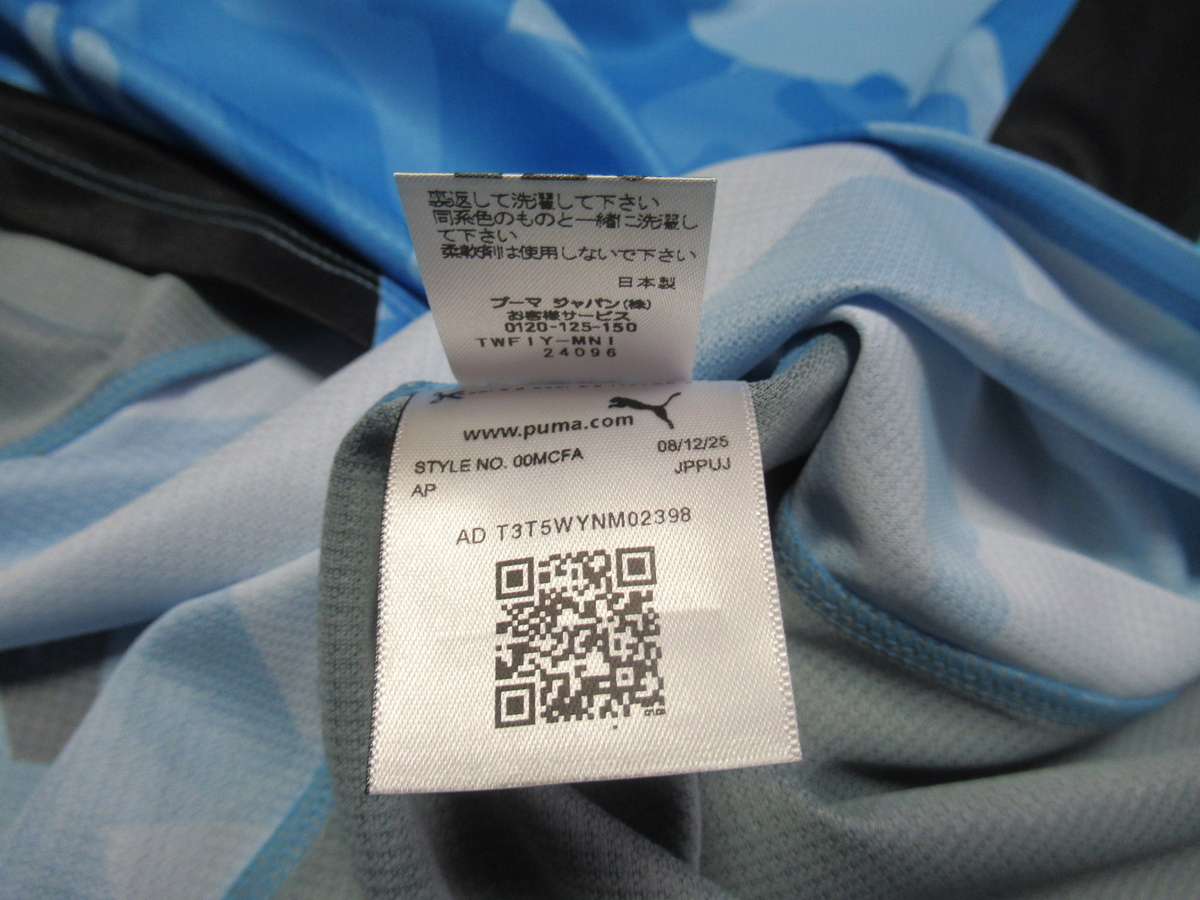 裏返して洗濯して下さい
同系色のものと一緒に洗濯し
て下さい
柔軟剤は使用しないで下さい
日本製
プーマ ジャパン(株)
お客様サービス
0120-125-150
TWF1Y-MNI
24096
www.puma.com
STYLE NO. 00MCFA 08/12/25
AP JPPUJ
AD T3T5WYNM02398